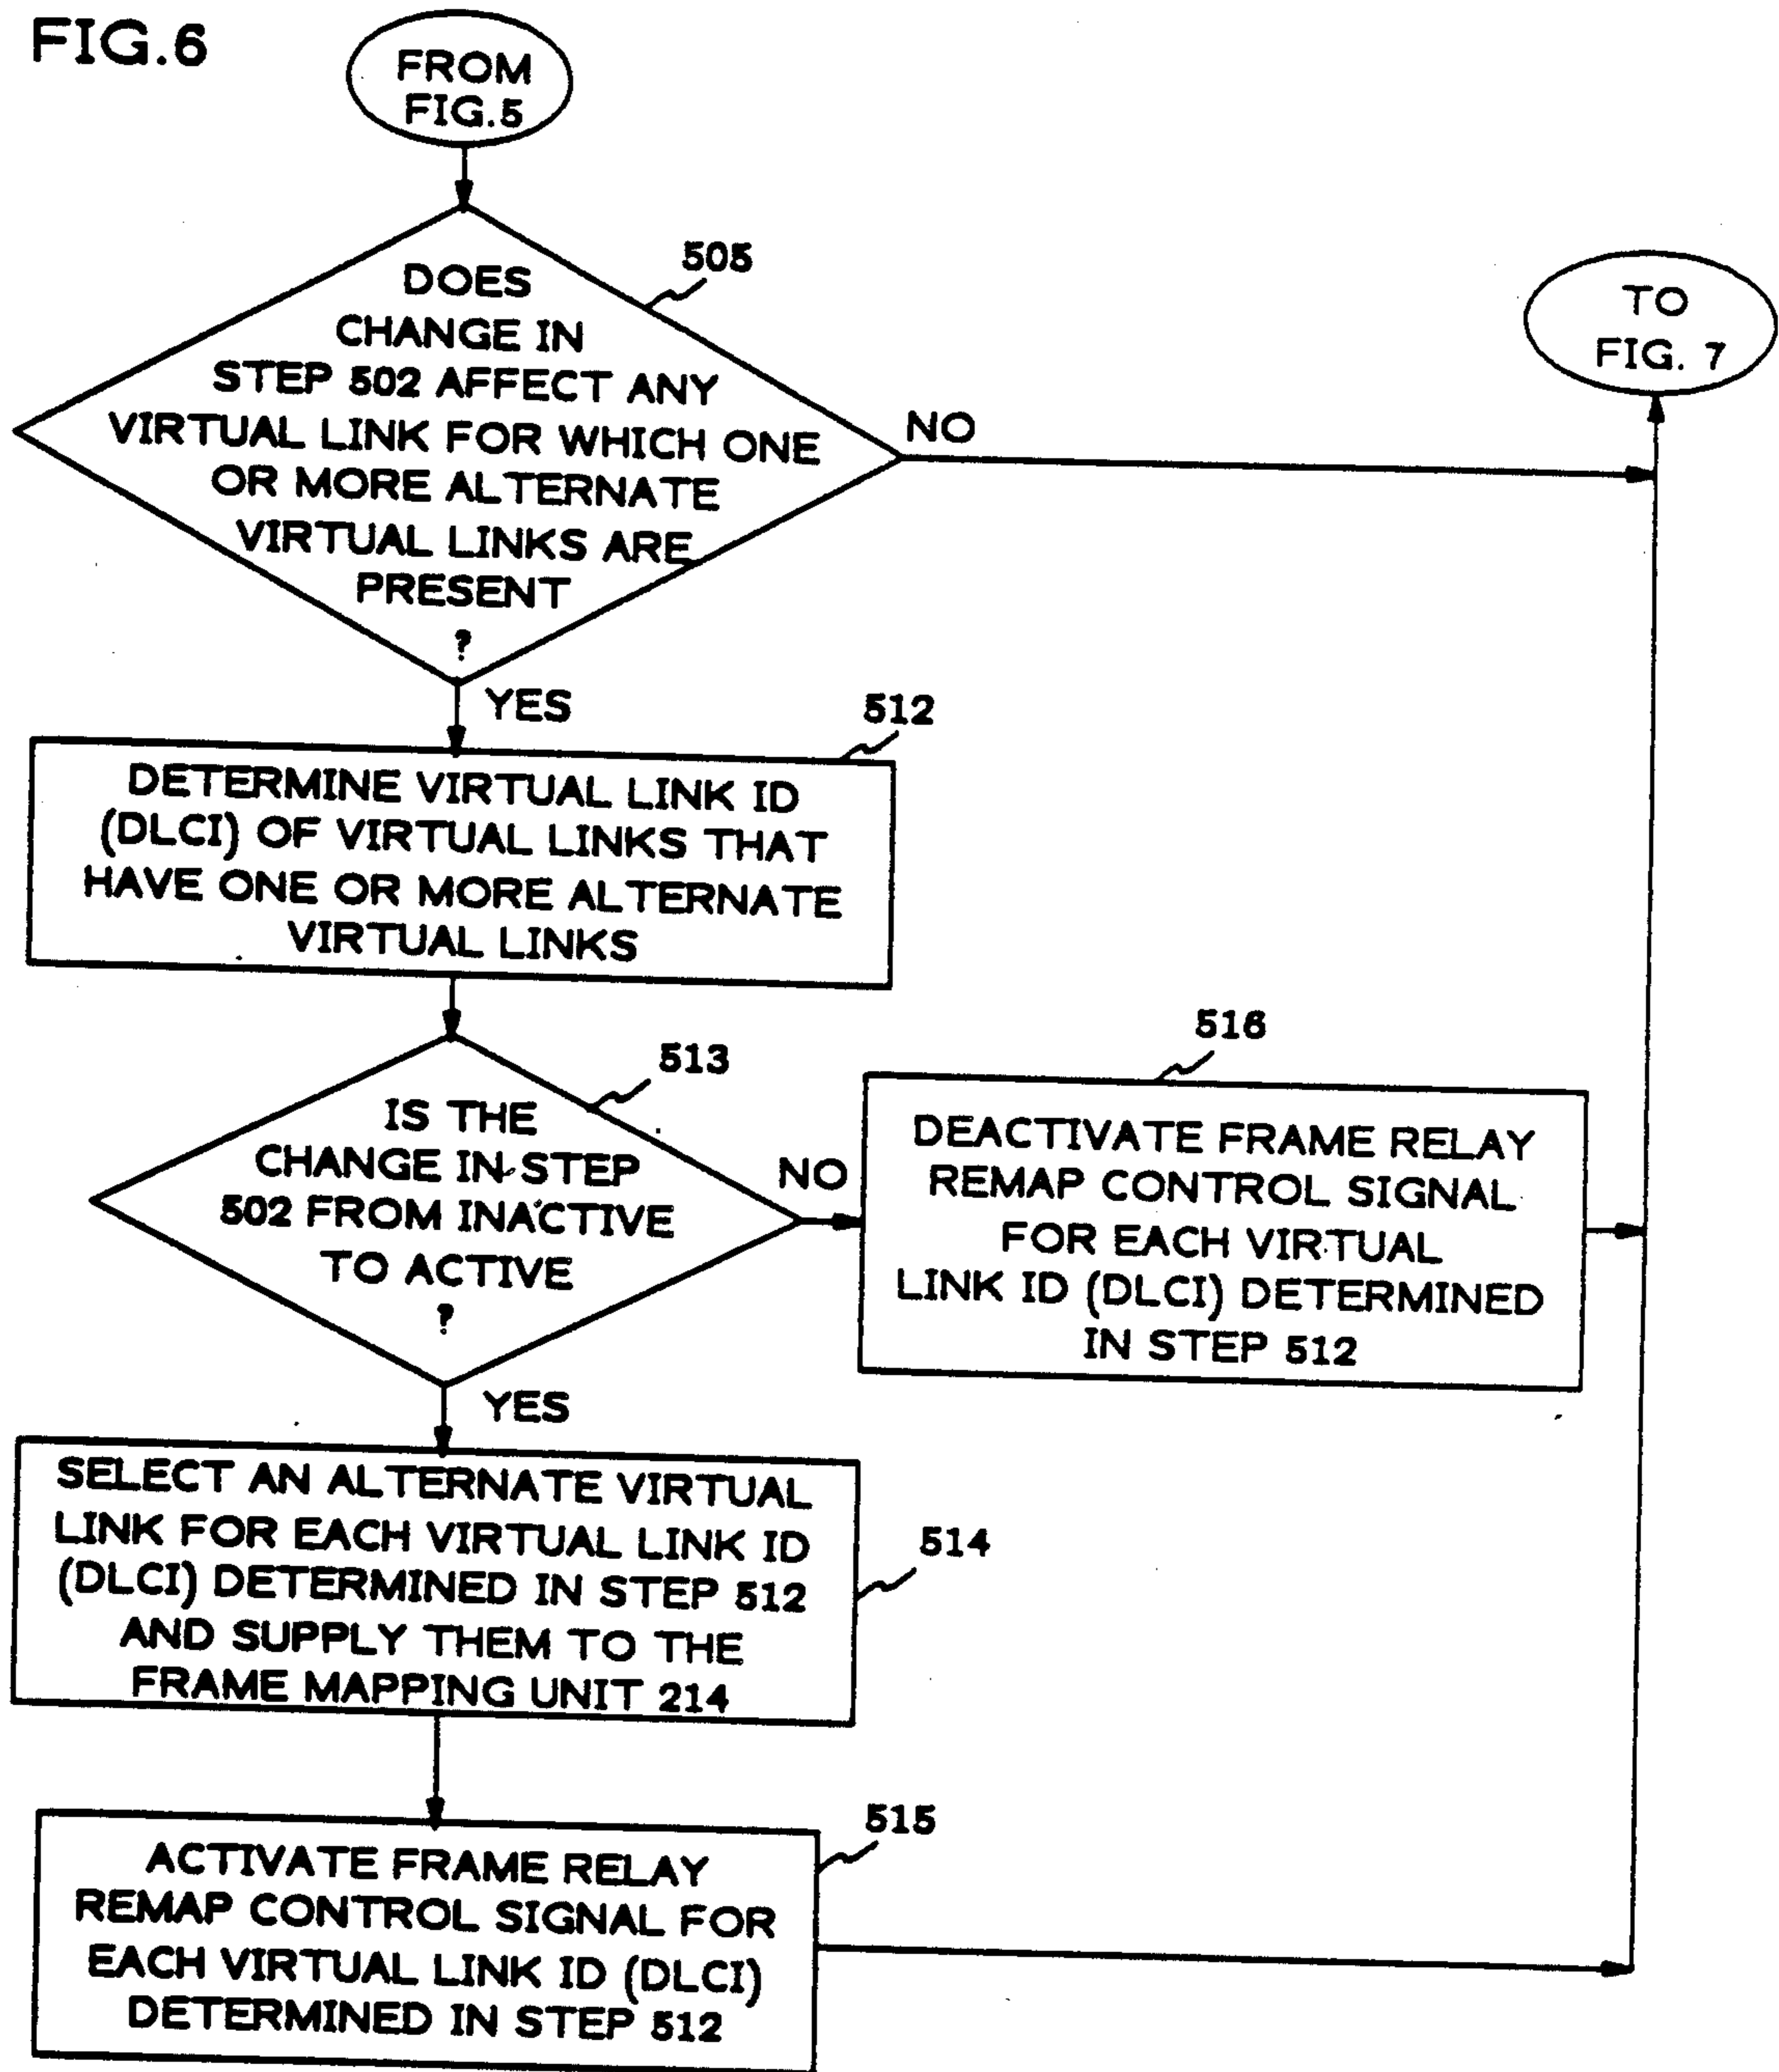 FIG.6
FROM
FIG.5
DOES
CHANGE IN
STEP 502 AFFECT ANY
VIRTUAL LINK FOR WHICH ONE
OR MORE ALTERNATE
VIRTUAL LINKS ARE
PRESENT
?
505
NO
TO
FIG. 7
YES
512
DETERMINE VIRTUAL LINK ID
(DLCI) OF VIRTUAL LINKS THAT
HAVE ONE OR MORE ALTERNATE
VIRTUAL LINKS
513
IS THE
CHANGE IN STEP
502 FROM INACTIVE
TO ACTIVE
?
NO
516
DEACTIVATE FRAME RELAY
REMAP CONTROL SIGNAL
FOR EACH VIRTUAL
LINK ID (DLCI) DETERMINED
IN STEP 512
YES
SELECT AN ALTERNATE VIRTUAL
LINK FOR EACH VIRTUAL LINK ID
(DLCI) DETERMINED IN STEP 512
AND SUPPLY THEM TO THE
FRAME MAPPING UNIT 214
514
ACTIVATE FRAME RELAY
REMAP CONTROL SIGNAL FOR
EACH VIRTUAL LINK ID (DLCI)
DETERMINED IN STEP 512
515